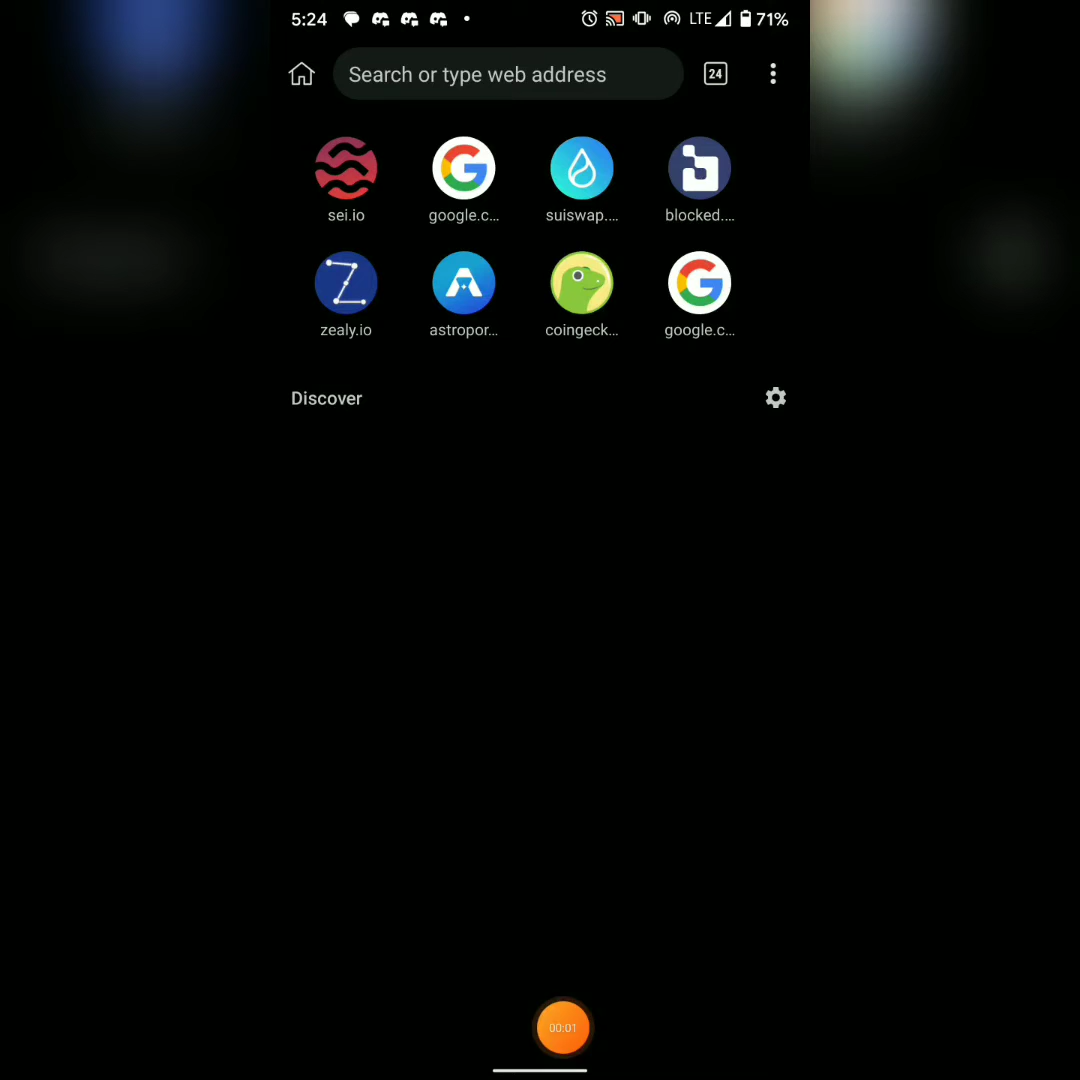 5:24 LTE 71%
Search or type web address 24
sei.io google.c... suiswap.... blocked....
zealy.io astropor... coingeck... google.c...
Discover
00:01